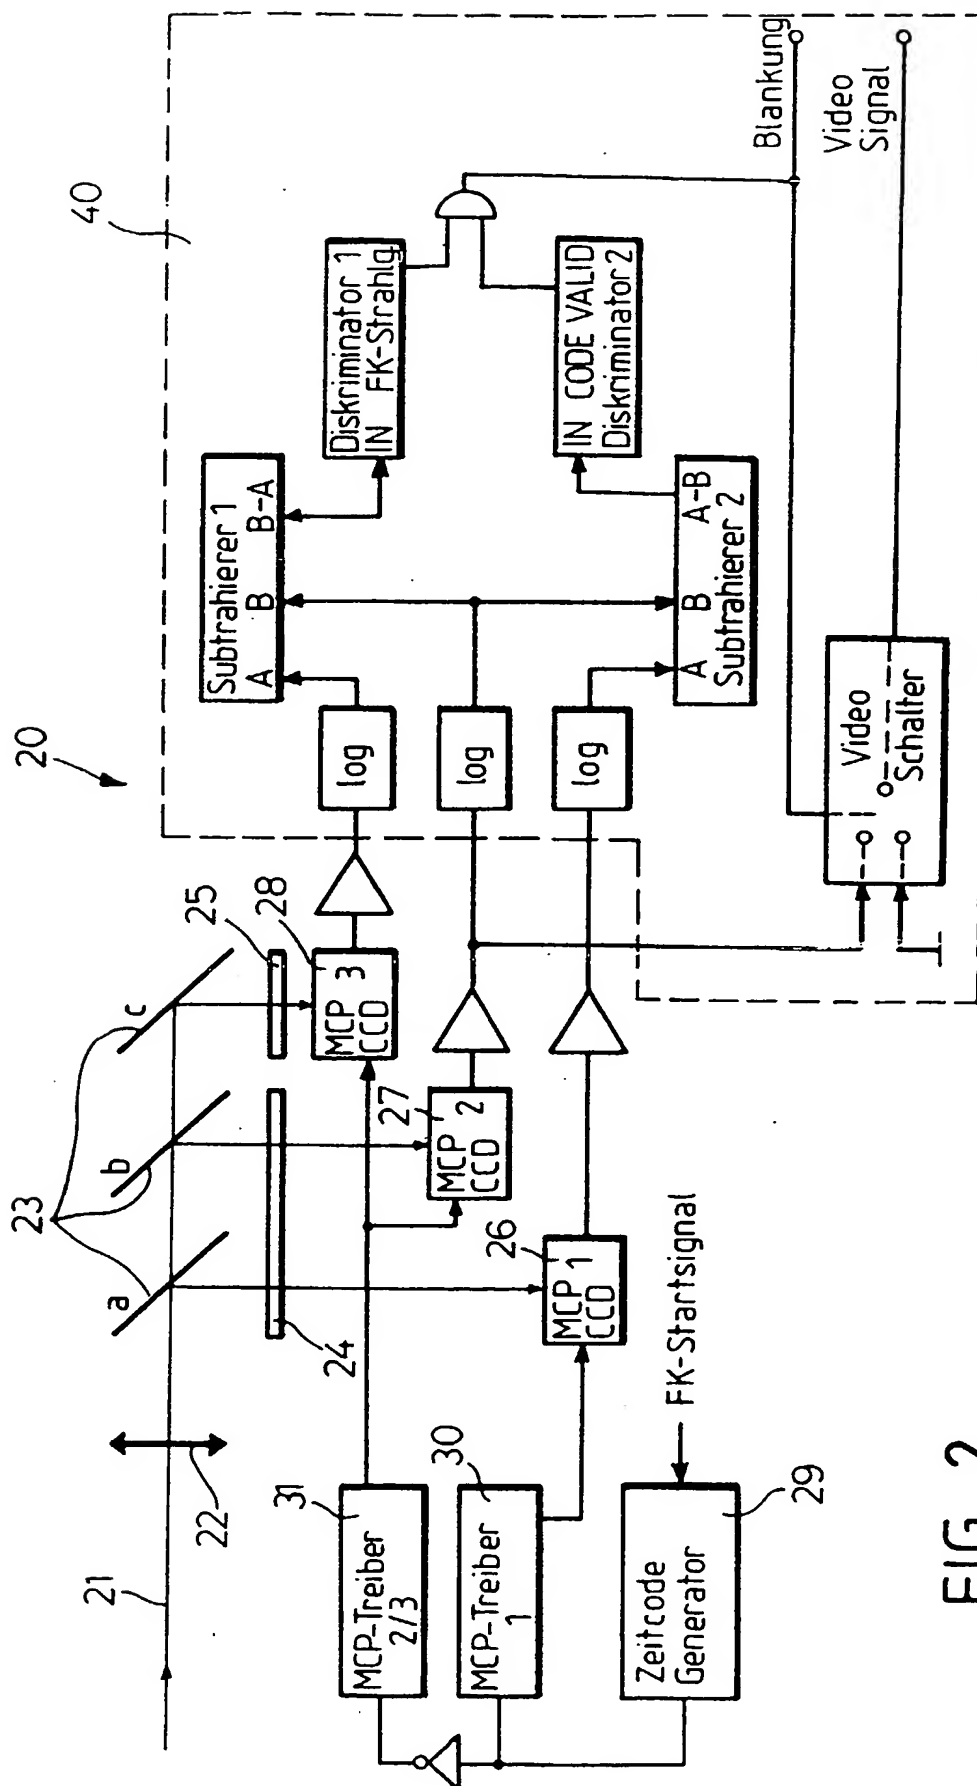 20
40
21
22
23
a
b
c
24
25
28
MCP 3
CCD
27
MCP 2
CCD
26
MCP 1
CCD
31
MCP-Treiber
2/3
30
MCP-Treiber
1
Zeitcode
Generator
29
FK-Startsignal
log
log
log
Subtrahierer 1
A B B-A
A B A-B
Subtrahierer 2
Diskriminator 1
IN FK-Strahlg.
IN CODE VALID
Diskriminator 2
Blankung
Video
Signal
Video
Schalter
FIG. 2